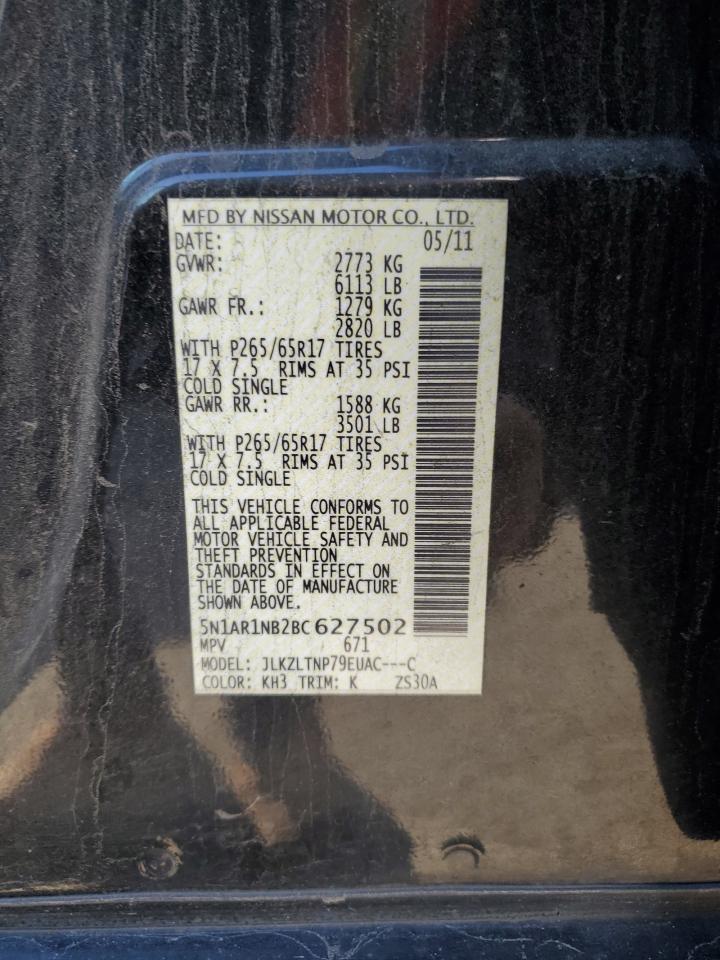 MFD BY NISSAN MOTOR CO., LTD.
DATE: 05/11
GVWR: 2773 KG
6113 LB
GAWR FR.: 1279 KG
2820 LB
WITH P265/65R17 TIRES
17 X 7.5 RIMS AT 35 PSI
COLD SINGLE
GAWR RR.: 1588 KG
3501 LB
WITH P265/65R17 TIRES
17 X 7.5 RIMS AT 35 PSI
COLD SINGLE
THIS VEHICLE CONFORMS TO
ALL APPLICABLE FEDERAL
MOTOR VEHICLE SAFETY AND
THEFT PREVENTION
STANDARDS IN EFFECT ON
THE DATE OF MANUFACTURE
SHOWN ABOVE.
5N1AR1NB2BC627502
MPV 671
MODEL: JLKZLTNP79EUAC---C
COLOR: KH3 TRIM: K ZS30A